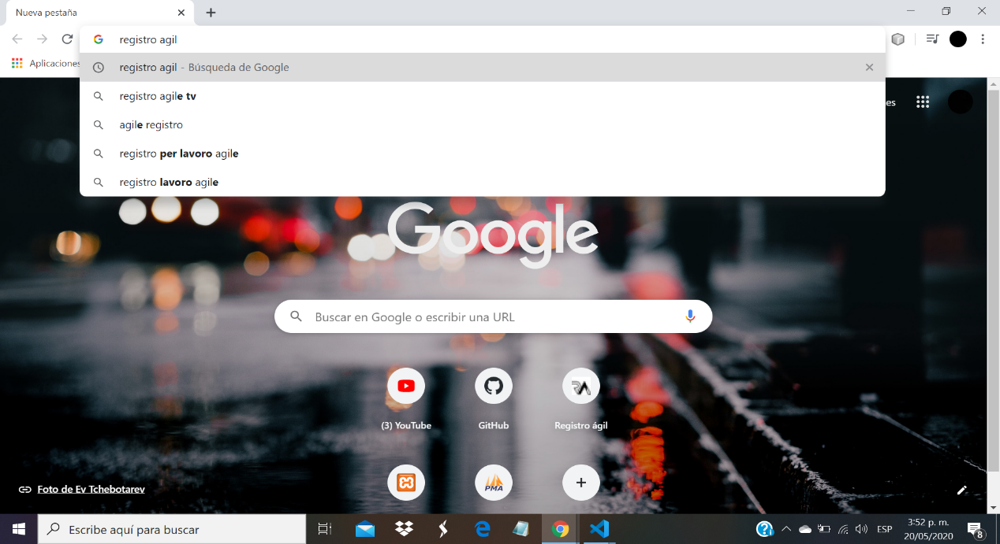 Nueva pestaña
registro agil
Aplicaciones
registro agil - Búsqueda de Google
registro agile tv
es
agile registro
registro per lavoro agile
registro lavoro agile
Google
Buscar en Google o escribir una URL
(3) YouTube
GitHub
Registro ágil
PMA
Foto de Ev Tchebotarev
Escribe aquí para buscar
ESP
3:52 p. m.
20/05/2020
8